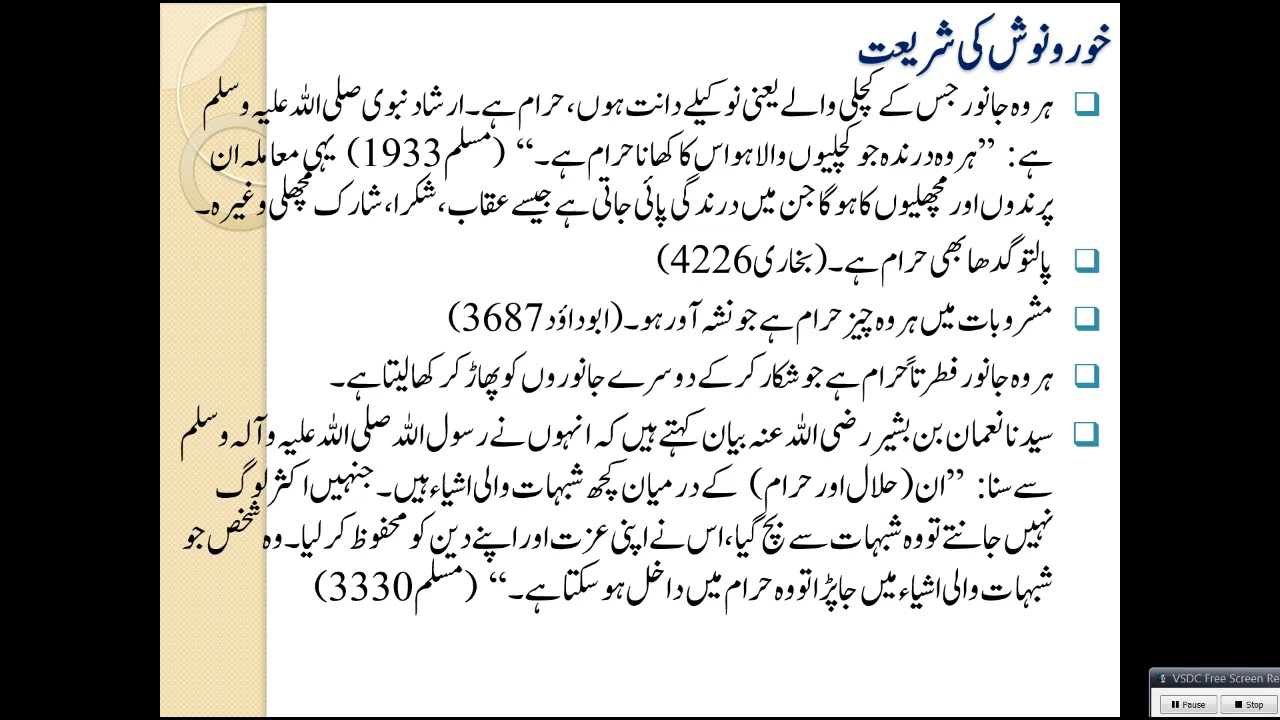 خورونوش کی شریعت
ہر وہ جانور جس کے کچلی والے یعنی نوکیلے دانت ہوں، حرام ہے۔ ارشاد نبوی صلی اللہ علیہ وسلم
ہے: ”ہر وہ درندہ جو کچلیوں والا ہو اس کا کھانا حرام ہے۔“ (مسلم 1933) یہی معاملہ ان
پرندوں اور مچھلیوں کا ہوگا جن میں درندگی پائی جاتی ہے جیسے عقاب، شکرا، شارک مچھلی وغیرہ۔
پالتو گدھا بھی حرام ہے۔ (بخاری 4226)
مشروبات میں ہر وہ چیز حرام ہے جو نشہ آور ہو۔ (ابوداؤد 3687)
ہر وہ جانور فطرتاً حرام ہے جو شکار کرکے دوسرے جانوروں کو پھاڑ کر کھا لیتا ہے۔
سیدنا نعمان بن بشیر رضی اللہ عنہ بیان کہتے ہیں کہ انہوں نے رسول اللہ صلی اللہ علیہ وآلہ وسلم
سے سنا: ”ان (حلال اور حرام) کے درمیان کچھ شبہات والی اشیاء ہیں۔ جنہیں اکثر لوگ
نہیں جانتے تو وہ شبہات سے بچ گیا، اس نے اپنی عزت اور اپنے دین کو محفوظ کر لیا۔ وہ شخص جو
شبہات والی اشیاء میں جا پڑا تو وہ حرام میں داخل ہو سکتا ہے۔“ (مسلم 3330)
VSDC Free Screen Re
Pause Stop